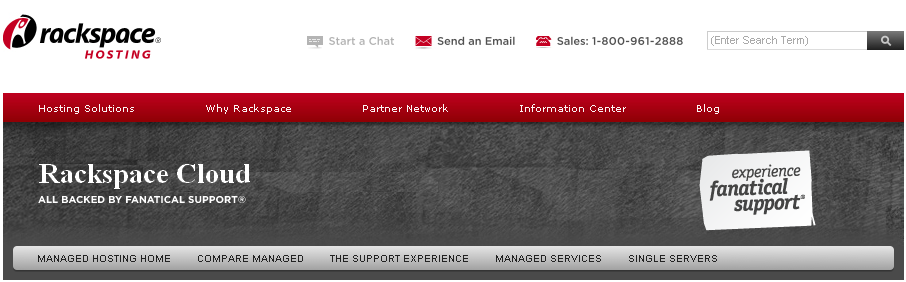 rackspace®
HOSTING
Start a Chat
Send an Email
Sales: 1-800-961-2888
(Enter Search Term)
Hosting Solutions
Why Rackspace
Partner Network
Information Center
Blog
Rackspace Cloud
ALL BACKED BY FANATICAL SUPPORT®
experience
fanatical
support®
MANAGED HOSTING HOME
COMPARE MANAGED
THE SUPPORT EXPERIENCE
MANAGED SERVICES
SINGLE SERVERS